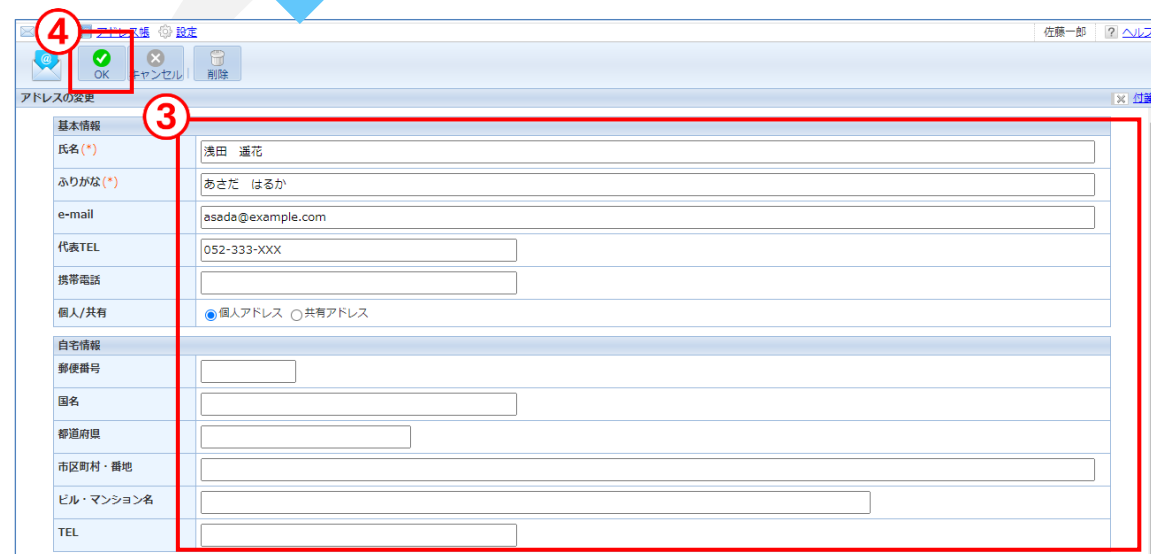 ④ アドレス帳 設定 佐藤一郎 ? ヘルプ
OK キャンセル 削除
アドレスの変更 付箋
③
基本情報
氏名(*) 浅田　遥花
ふりがな(*) あさだ　はるか
e-mail asada@example.com
代表TEL 052-333-XXX
携帯電話
個人/共有 個人アドレス 共有アドレス
自宅情報
郵便番号
国名
都道府県
市区町村・番地
ビル・マンション名
TEL